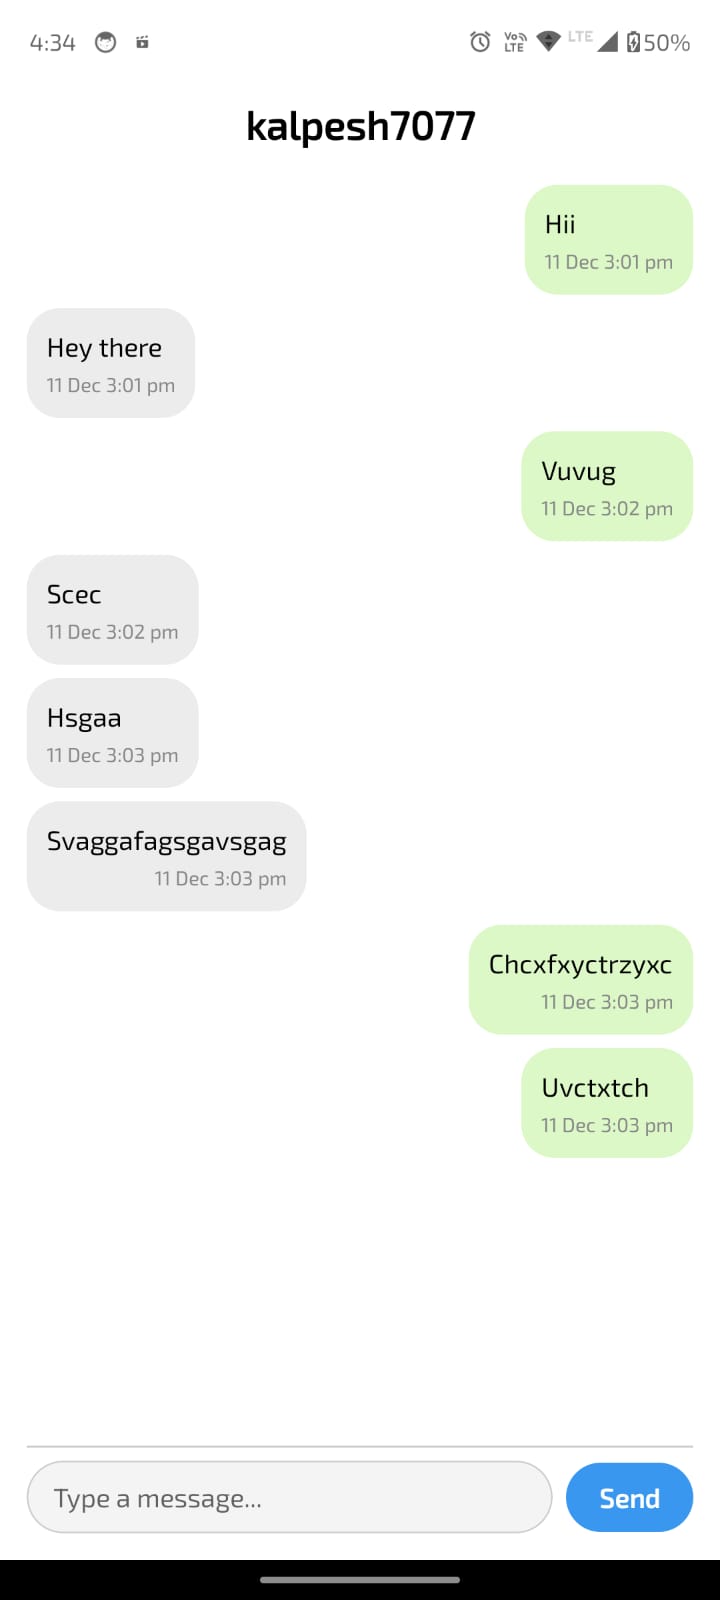 4:34 Vo LTE LTE 50%
kalpesh7077
Hii
11 Dec 3:01 pm
Hey there
11 Dec 3:01 pm
Vuvug
11 Dec 3:02 pm
Scec
11 Dec 3:02 pm
Hsgaa
11 Dec 3:03 pm
Svaggafagsgavsgag
11 Dec 3:03 pm
Chcxfxyctrzyxc
11 Dec 3:03 pm
Uvctxtch
11 Dec 3:03 pm
Type a message... Send